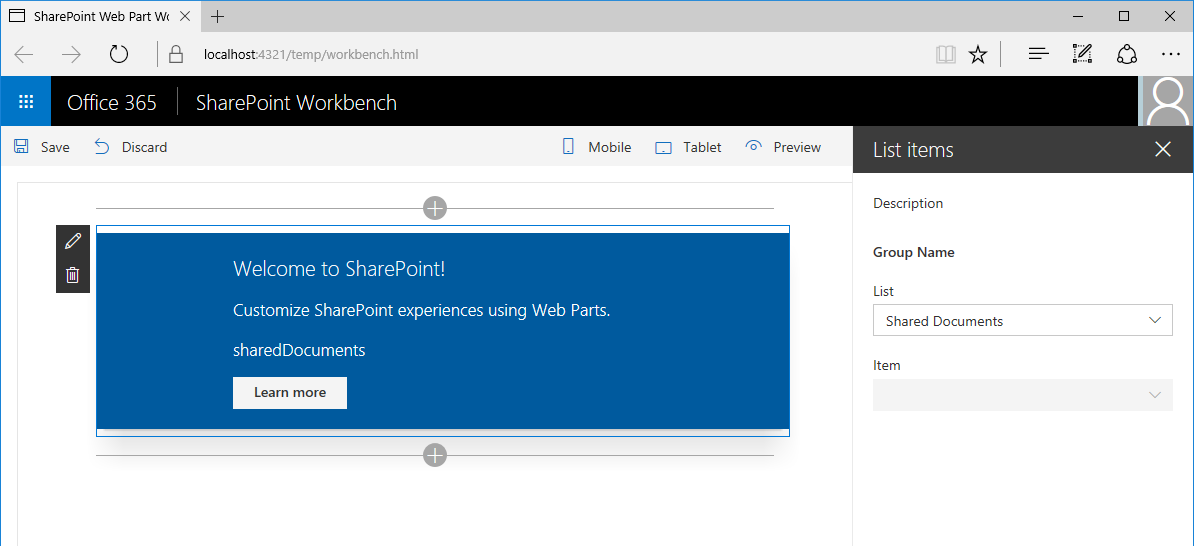 SharePoint Web Part Wo
localhost:4321/temp/workbench.html
Office 365 SharePoint Workbench
Save Discard Mobile Tablet Preview
List items
Description
Group Name
List
Shared Documents
Item
Welcome to SharePoint!
Customize SharePoint experiences using Web Parts.
sharedDocuments
Learn more